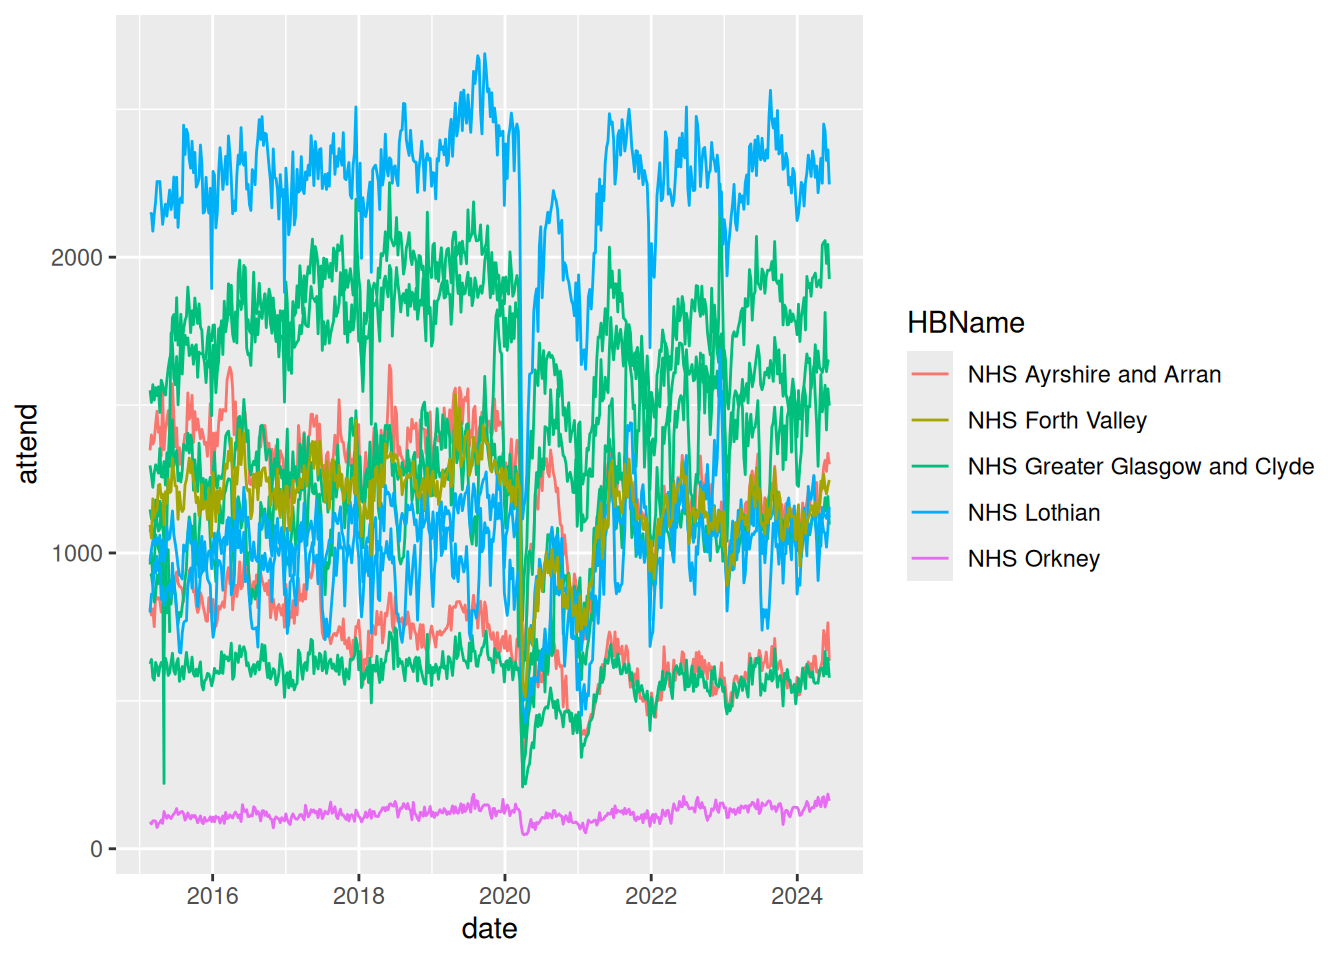 attend
2000
1000
0
2016 2018 2020 2022 2024
date
HBName
NHS Ayrshire and Arran
NHS Forth Valley
NHS Greater Glasgow and Clyde
NHS Lothian
NHS Orkney